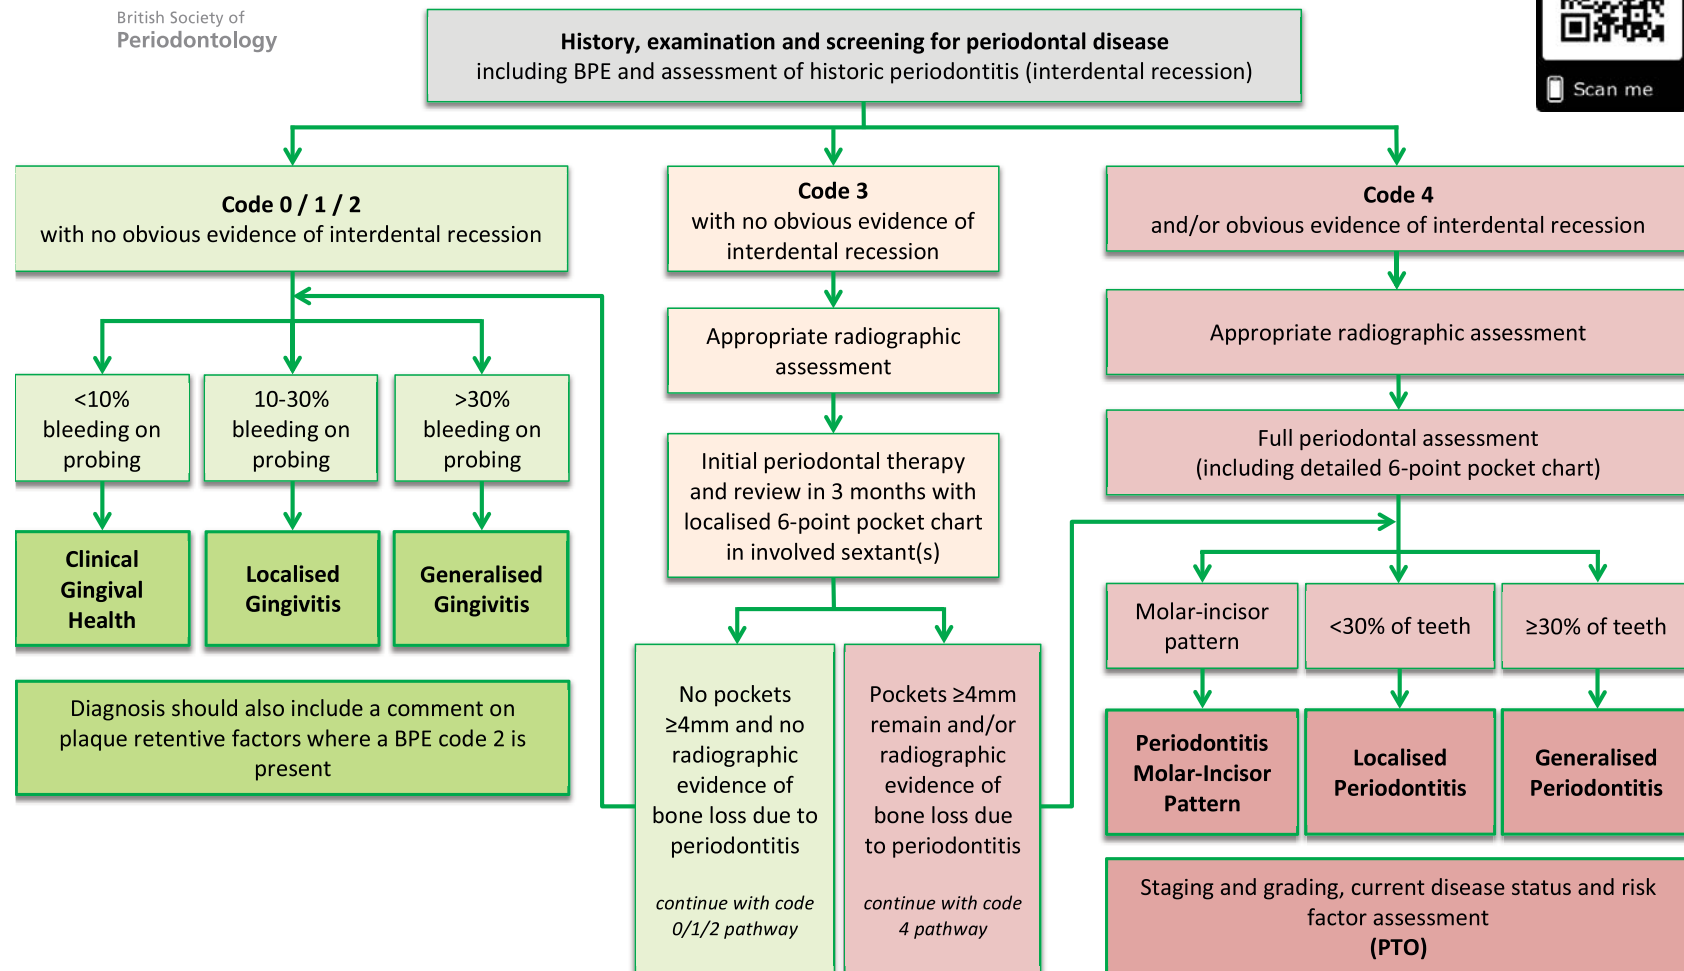 British Society of
Periodontology
History, examination and screening for periodontal disease
including BPE and assessment of historic periodontitis (interdental recession)
Scan me
Code 0 / 1 / 2
with no obvious evidence of interdental recession
Code 3
with no obvious evidence of
interdental recession
Code 4
and/or obvious evidence of interdental recession
<10%
bleeding on
probing
10-30%
bleeding on
probing
>30%
bleeding on
probing
Clinical
Gingival
Health
Localised
Gingivitis
Generalised
Gingivitis
Diagnosis should also include a comment on
plaque retentive factors where a BPE code 2 is
present
Appropriate radiographic
assessment
Initial periodontal therapy
and review in 3 months with
localised 6-point pocket chart
in involved sextant(s)
No pockets
≥4mm and no
radiographic
evidence of
bone loss due to
periodontitis
continue with code
0/1/2 pathway
Pockets ≥4mm
remain and/or
radiographic
evidence of
bone loss due
to periodontitis
continue with code
4 pathway
Appropriate radiographic assessment
Full periodontal assessment
(including detailed 6-point pocket chart)
Molar-incisor
pattern
<30% of teeth
≥30% of teeth
Periodontitis
Molar-Incisor
Pattern
Localised
Periodontitis
Generalised
Periodontitis
Staging and grading, current disease status and risk
factor assessment
(PTO)